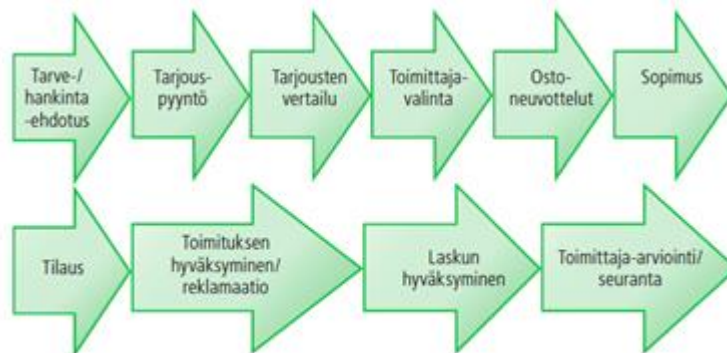 Tarve-/
hankinta
-ehdotus
Tarjous-
pyyntö
Tarjousten
vertailu
Toimittaja-
valinta
Osto-
neuvottelut
Sopimus
Tilaus
Toimituksen
hyväksyminen/
reklamaatio
Laskun
hyväksyminen
Toimittaja-arviointi/
seuranta